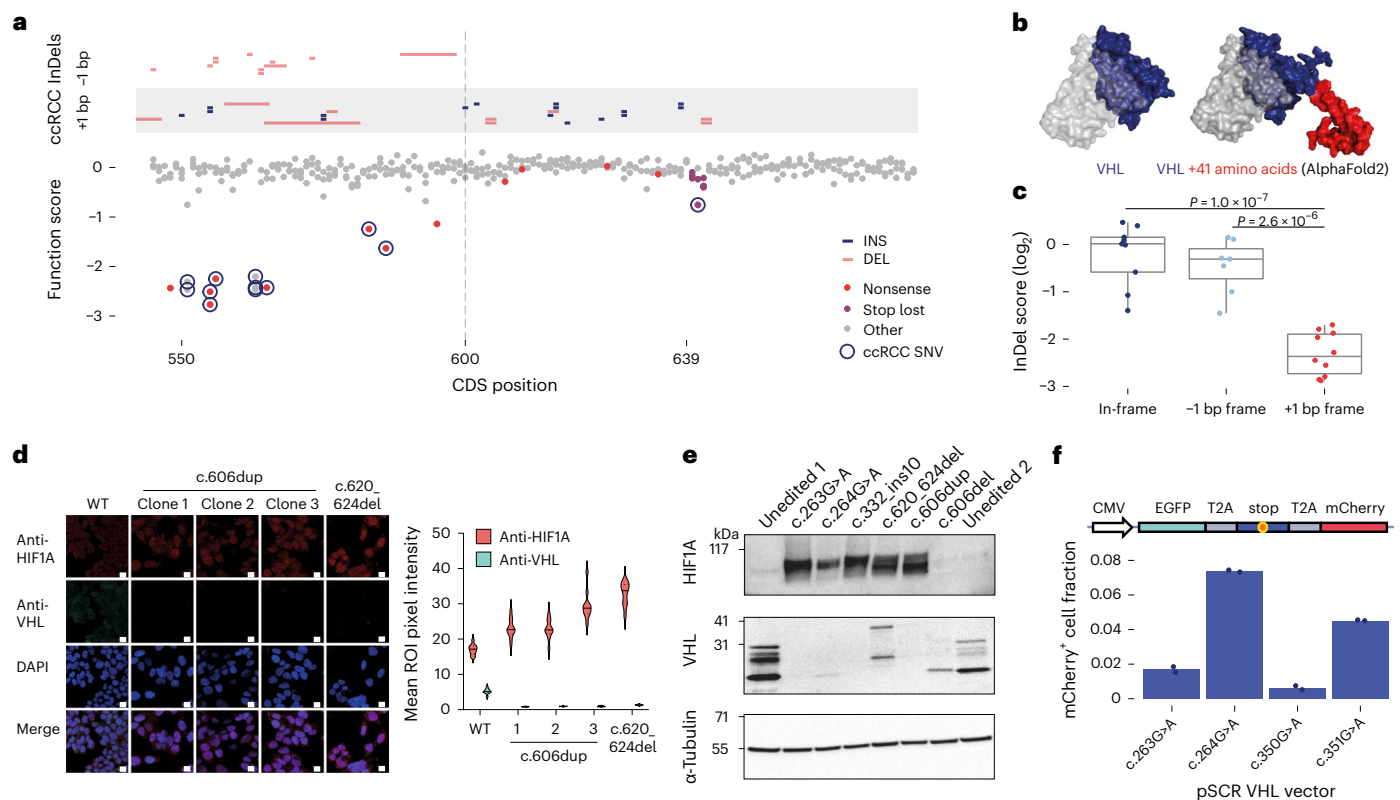 a
ccRCC InDels
−1 bp
+1 bp
Function score
0
−1
−2
−3
550
600
639
CDS position
INS
DEL
Nonsense
Stop lost
Other
ccRCC SNV
b
VHL
VHL +41 amino acids (AlphaFold2)
c
P = 1.0 × 10−7
P = 2.6 × 10−6
InDel score (log2)
0
−1
−2
−3
In-frame
−1 bp frame
+1 bp frame
d
c.606dup
WT
Clone 1
Clone 2
Clone 3
c.620_
624del
Anti-
HIF1A
Anti-
VHL
DAPI
Merge
Mean ROI pixel intensity
50
40
30
20
10
0
Anti-HIF1A
Anti-VHL
WT
1
2
3
c.606dup
c.620_
624del
e
Unedited 1
c.263G>A
c.264G>A
c.332_ins10
c.620_624del
c.606dup
c.606del
Unedited 2
kDa
117
HIF1A
41
31
VHL
71
55
α-Tubulin
f
CMV
EGFP
T2A
stop
T2A
mCherry
mCherry+ cell fraction
0.08
0.06
0.04
0.02
0
c.263G>A
c.264G>A
c.350G>A
c.351G>A
pSCR VHL vector